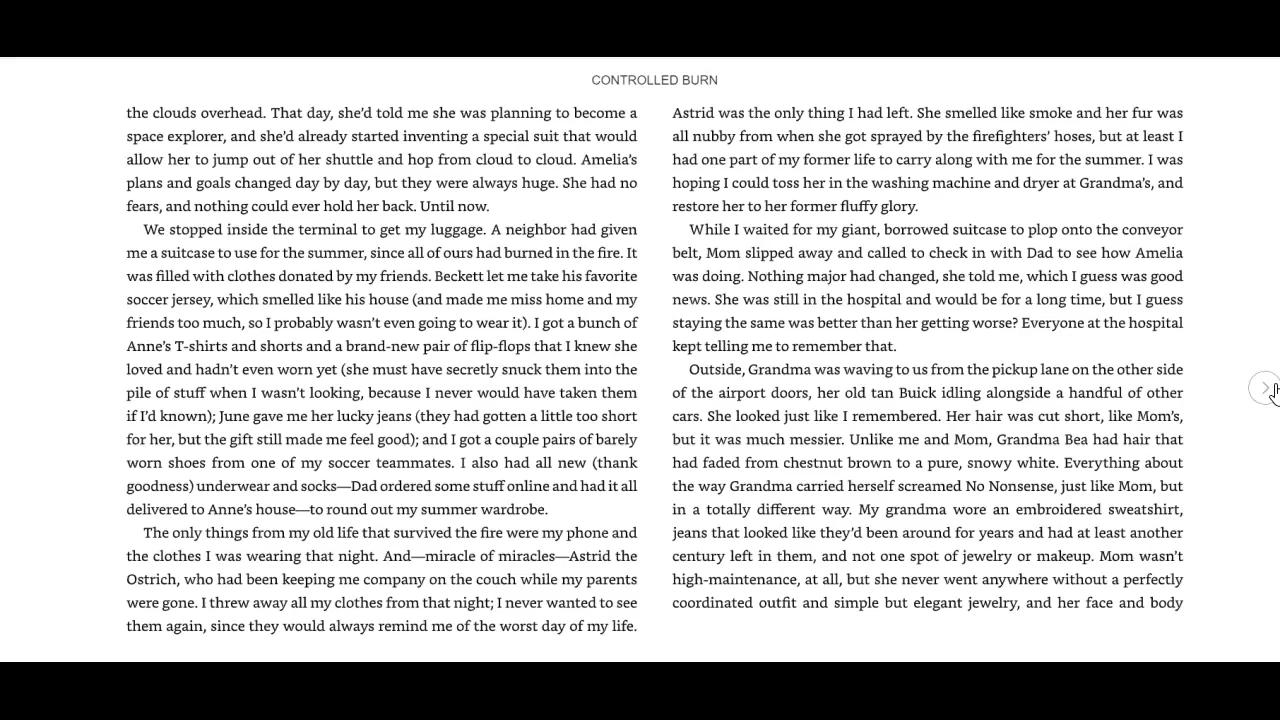 CONTROLLED BURN
the clouds overhead. That day, she’d told me she was planning to become a
space explorer, and she’d already started inventing a special suit that would
allow her to jump out of her shuttle and hop from cloud to cloud. Amelia’s
plans and goals changed day by day, but they were always huge. She had no
fears, and nothing could ever hold her back. Until now.
We stopped inside the terminal to get my luggage. A neighbor had given
me a suitcase to use for the summer, since all of ours had burned in the fire. It
was filled with clothes donated by my friends. Beckett let me take his favorite
soccer jersey, which smelled like his house (and made me miss home and my
friends too much, so I probably wasn’t even going to wear it). I got a bunch of
Anne’s T-shirts and shorts and a brand-new pair of flip-flops that I knew she
loved and hadn’t even worn yet (she must have secretly snuck them into the
pile of stuff when I wasn’t looking, because I never would have taken them
if I’d known); June gave me her lucky jeans (they had gotten a little too short
for her, but the gift still made me feel good); and I got a couple pairs of barely
worn shoes from one of my soccer teammates. I also had all new (thank
goodness) underwear and socks—Dad ordered some stuff online and had it all
delivered to Anne’s house—to round out my summer wardrobe.
The only things from my old life that survived the fire were my phone and
the clothes I was wearing that night. And—miracle of miracles—Astrid the
Ostrich, who had been keeping me company on the couch while my parents
were gone. I threw away all my clothes from that night; I never wanted to see
them again, since they would always remind me of the worst day of my life.
Astrid was the only thing I had left. She smelled like smoke and her fur was
all nubby from when she got sprayed by the firefighters’ hoses, but at least I
had one part of my former life to carry along with me for the summer. I was
hoping I could toss her in the washing machine and dryer at Grandma’s, and
restore her to her former fluffy glory.
While I waited for my giant, borrowed suitcase to plop onto the conveyor
belt, Mom slipped away and called to check in with Dad to see how Amelia
was doing. Nothing major had changed, she told me, which I guess was good
news. She was still in the hospital and would be for a long time, but I guess
staying the same was better than her getting worse? Everyone at the hospital
kept telling me to remember that.
Outside, Grandma was waving to us from the pickup lane on the other side
of the airport doors, her old tan Buick idling alongside a handful of other
cars. She looked just like I remembered. Her hair was cut short, like Mom’s,
but it was much messier. Unlike me and Mom, Grandma Bea had hair that
had faded from chestnut brown to a pure, snowy white. Everything about
the way Grandma carried herself screamed No Nonsense, just like Mom, but
in a totally different way. My grandma wore an embroidered sweatshirt,
jeans that looked like they’d been around for years and had at least another
century left in them, and not one spot of jewelry or makeup. Mom wasn’t
high-maintenance, at all, but she never went anywhere without a perfectly
coordinated outfit and simple but elegant jewelry, and her face and body